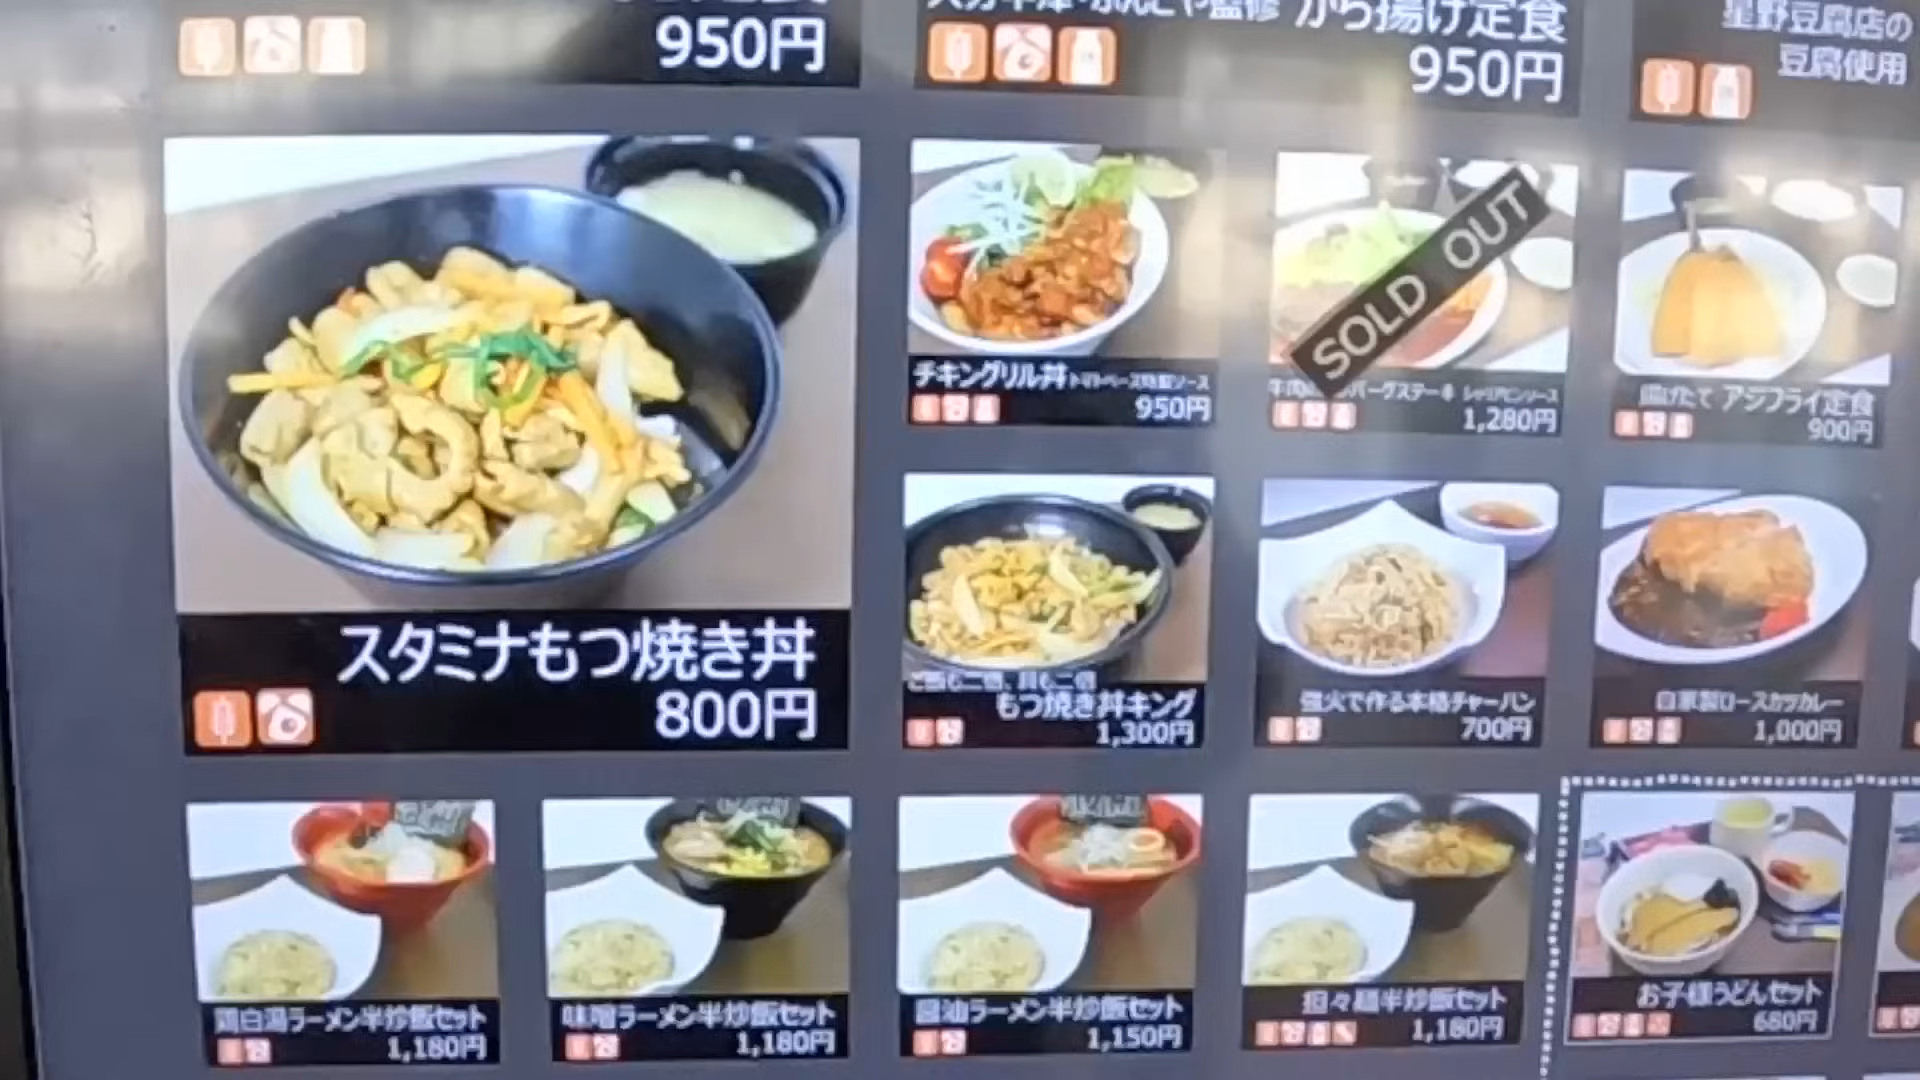 950円
から揚げ定食
950円
星野豆腐店の
豆腐使用
チキングリル丼
950円
SOLD OUT
1,280円
揚げたて アジフライ定食
900円
スタミナもつ焼き丼
800円
もつ焼き丼キング
1,300円
強火で作る本格チャーハン
700円
自家製ロースカツカレー
1,000円
鶏白湯ラーメン半炒飯セット
1,180円
味噌ラーメン半炒飯セット
1,180円
醤油ラーメン半炒飯セット
1,150円
担々麺半炒飯セット
1,180円
お子様うどんセット
680円